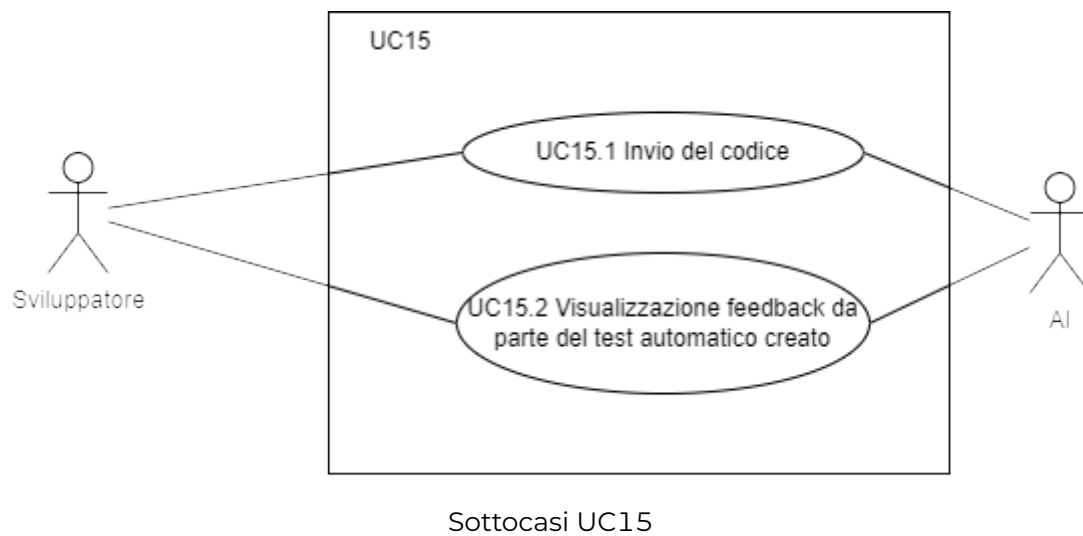 UC15
UC15.1 Invio del codice
Sviluppatore
UC15.2 Visualizzazione feedback da
parte del test automatico creato
AI
Sottocasi UC15